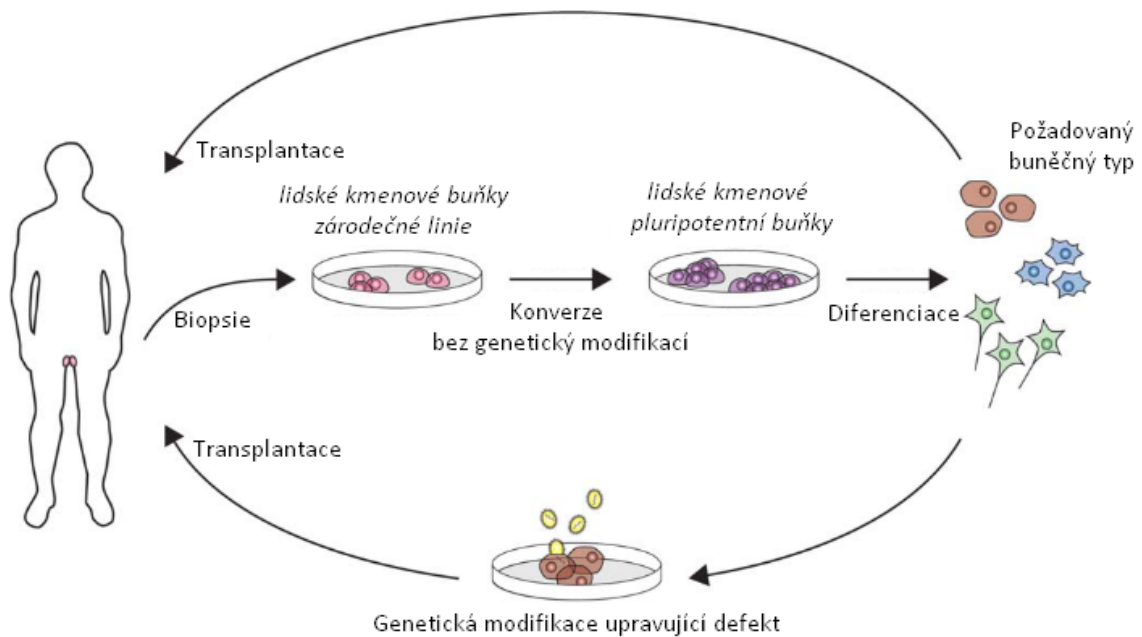 Požadovaný
buněčný typ
Transplantace
lidské kmenové buňky
zárodečné linie
lidské kmenové
pluripotentní buňky
Biopsie
Konverze
bez genetický modifikací
Diferenciace
Transplantace
Genetická modifikace upravující defekt